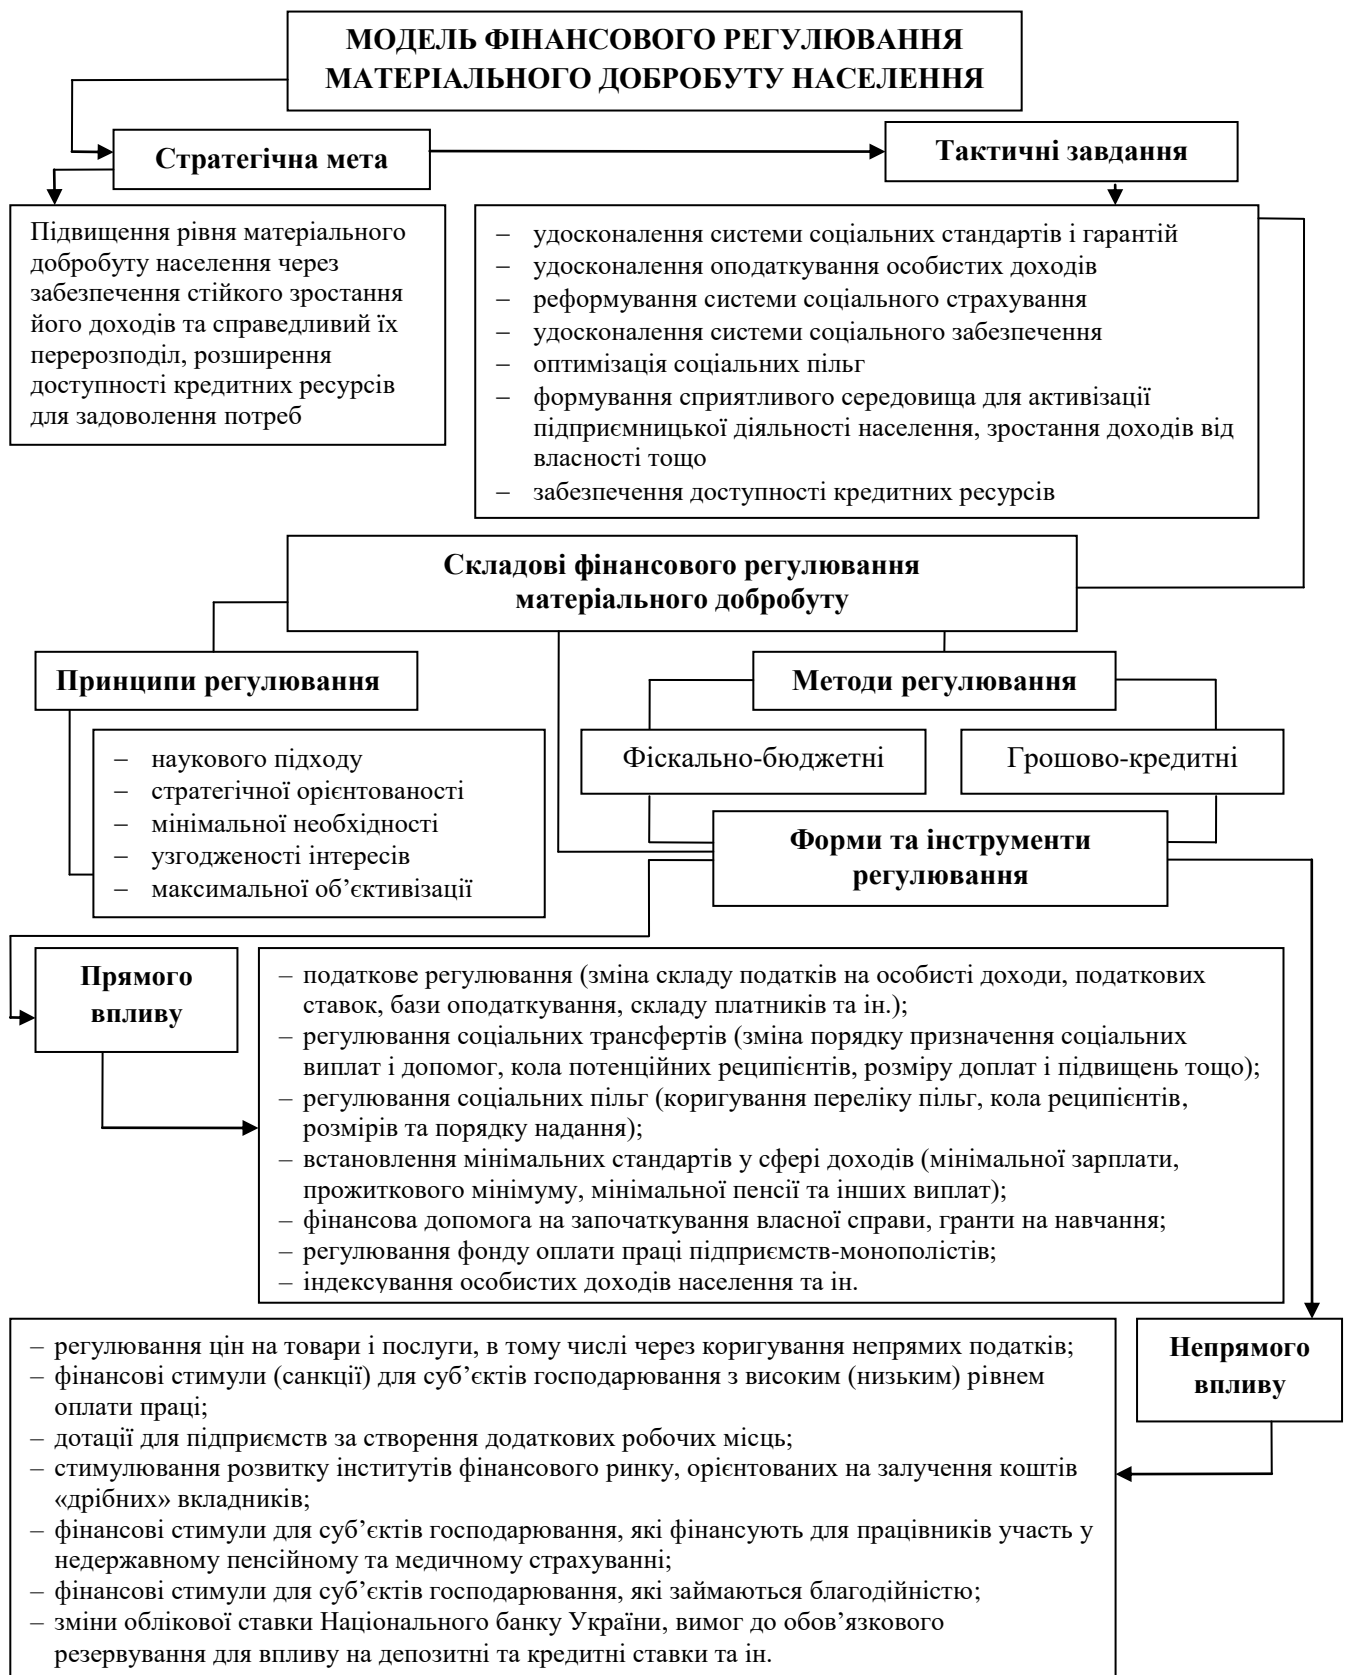 МОДЕЛЬ ФІНАНСОВОГО РЕГУЛЮВАННЯ
МАТЕРІАЛЬНОГО ДОБРОБУТУ НАСЕЛЕННЯ
Стратегічна мета
Тактичні завдання
Підвищення рівня матеріального
добробуту населення через
забезпечення стійкого зростання
його доходів та справедливий їх
перерозподіл, розширення
доступності кредитних ресурсів
для задоволення потреб
– удосконалення системи соціальних стандартів і гарантій
– удосконалення оподаткування особистих доходів
– реформування системи соціального страхування
– удосконалення системи соціального забезпечення
– оптимізація соціальних пільг
– формування сприятливого середовища для активізації
підприємницької діяльності населення, зростання доходів від
власності тощо
– забезпечення доступності кредитних ресурсів
Складові фінансового регулювання
матеріального добробуту
Принципи регулювання
Методи регулювання
– наукового підходу
– стратегічної орієнтованості
– мінімальної необхідності
– узгодженості інтересів
– максимальної об’єктивізації
Фіскально-бюджетні
Грошово-кредитні
Форми та інструменти
регулювання
Прямого
впливу
– податкове регулювання (зміна складу податків на особисті доходи, податкових
ставок, бази оподаткування, складу платників та ін.);
– регулювання соціальних трансфертів (зміна порядку призначення соціальних
виплат і допомог, кола потенційних реципієнтів, розміру доплат і підвищень тощо);
– регулювання соціальних пільг (коригування переліку пільг, кола реципієнтів,
розмірів та порядку надання);
– встановлення мінімальних стандартів у сфері доходів (мінімальної зарплати,
прожиткового мінімуму, мінімальної пенсії та інших виплат);
– фінансова допомога на започаткування власної справи, гранти на навчання;
– регулювання фонду оплати праці підприємств-монополістів;
– індексування особистих доходів населення та ін.
– регулювання цін на товари і послуги, в тому числі через коригування непрямих податків;
– фінансові стимули (санкції) для суб’єктів господарювання з високим (низьким) рівнем
оплати праці;
– дотації для підприємств за створення додаткових робочих місць;
– стимулювання розвитку інститутів фінансового ринку, орієнтованих на залучення коштів
«дрібних» вкладників;
– фінансові стимули для суб’єктів господарювання, які фінансують для працівників участь у
недержавному пенсійному та медичному страхуванні;
– фінансові стимули для суб’єктів господарювання, які займаються благодійністю;
– зміни облікової ставки Національного банку України, вимог до обов’язкового
резервування для впливу на депозитні та кредитні ставки та ін.
Непрямого
впливу